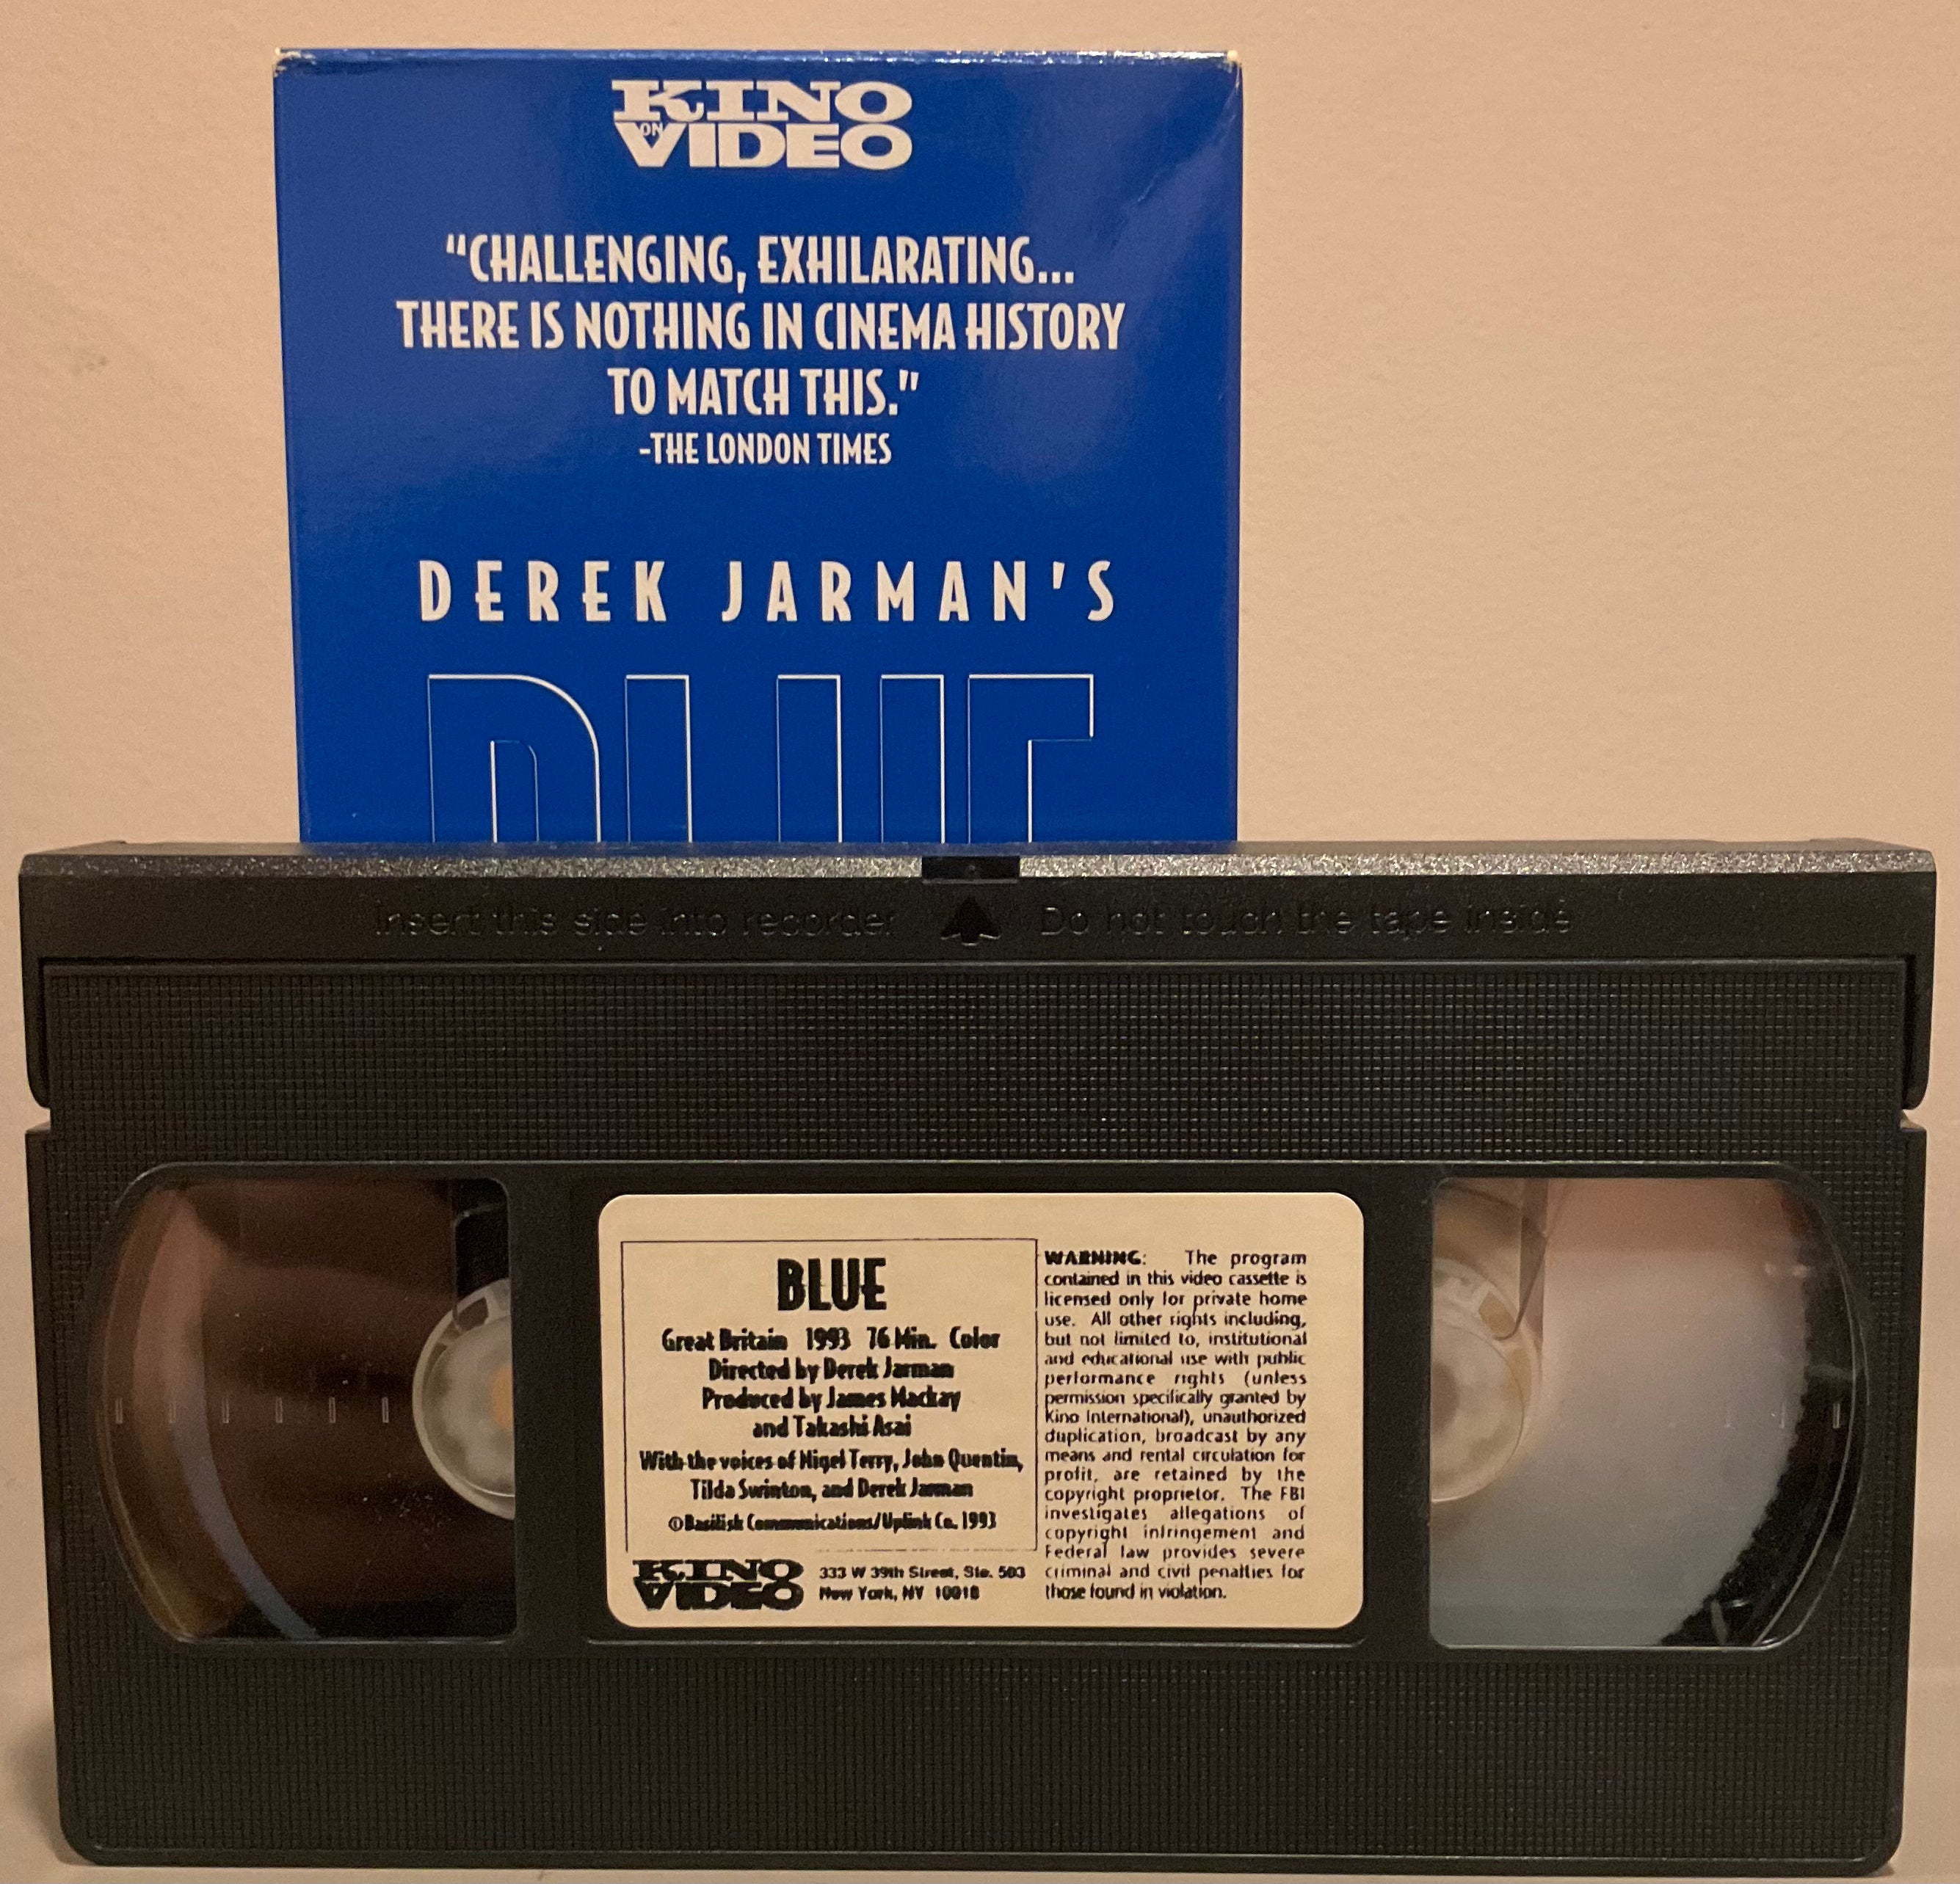 KINO
ON
VIDEO
"CHALLENGING, EXHILARATING...
THERE IS NOTHING IN CINEMA HISTORY
TO MATCH THIS."
-THE LONDON TIMES
DEREK JARMAN'S
BLUE
Insert this side into recorder Do not touch the tape inside
BLUE
Great Britain 1993 76 Min. Color
Directed by Derek Jarman
Produced by James Mackay
and Takashi Asai
With the voices of Nigel Terry, John Quentin,
Tilda Swinton, and Derek Jarman
©Basilisk Communications/Uplink Co. 1993
KINO
VIDEO
333 W 39th Street, Ste. 503
New York, NY 10018
WARNING: The program
contained in this video cassette is
licensed only for private home
use. All other rights including,
but not limited to, institutional
and educational use with public
performance rights (unless
permission specifically granted by
Kino International), unauthorized
duplication, broadcast by any
means and rental circulation for
profit, are retained by the
copyright proprietor. The FBI
investigates allegations of
copyright infringement and
Federal law provides severe
criminal and civil penalties for
those found in violation.